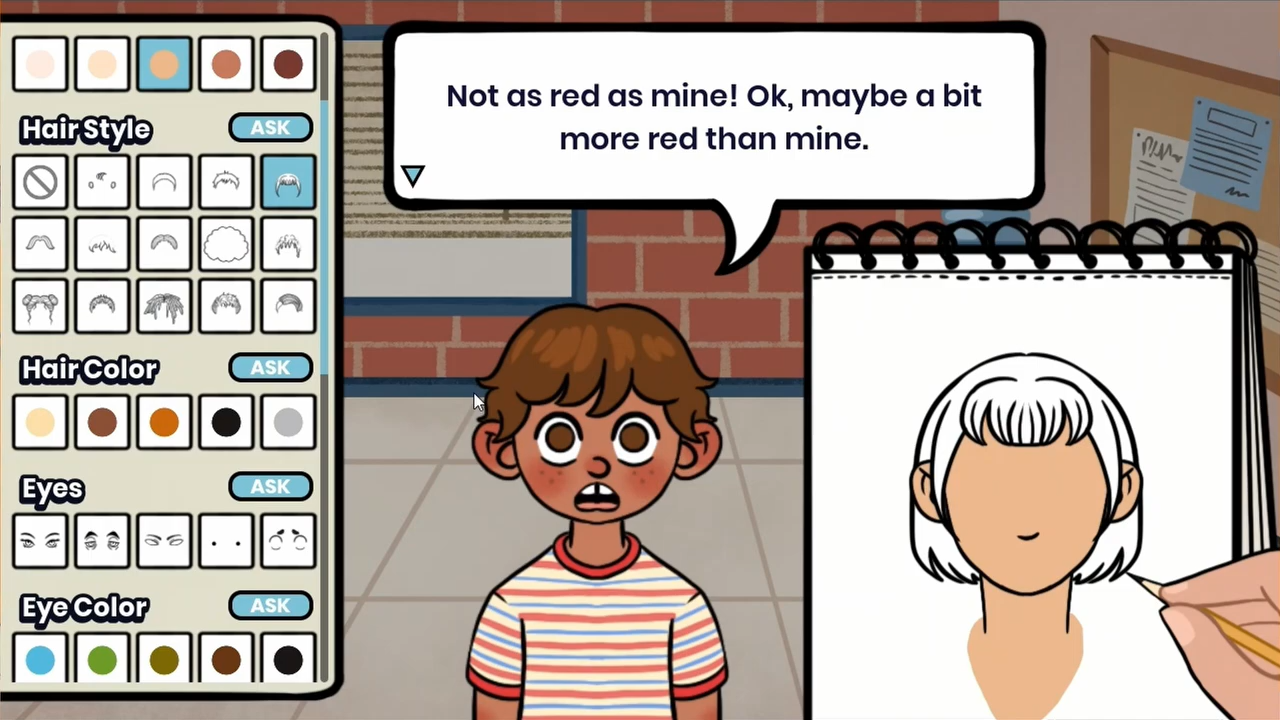 Not as red as mine! Ok, maybe a bit
more red than mine.
Hair Style
ASK
Hair Color
ASK
Eyes
ASK
Eye Color
ASK